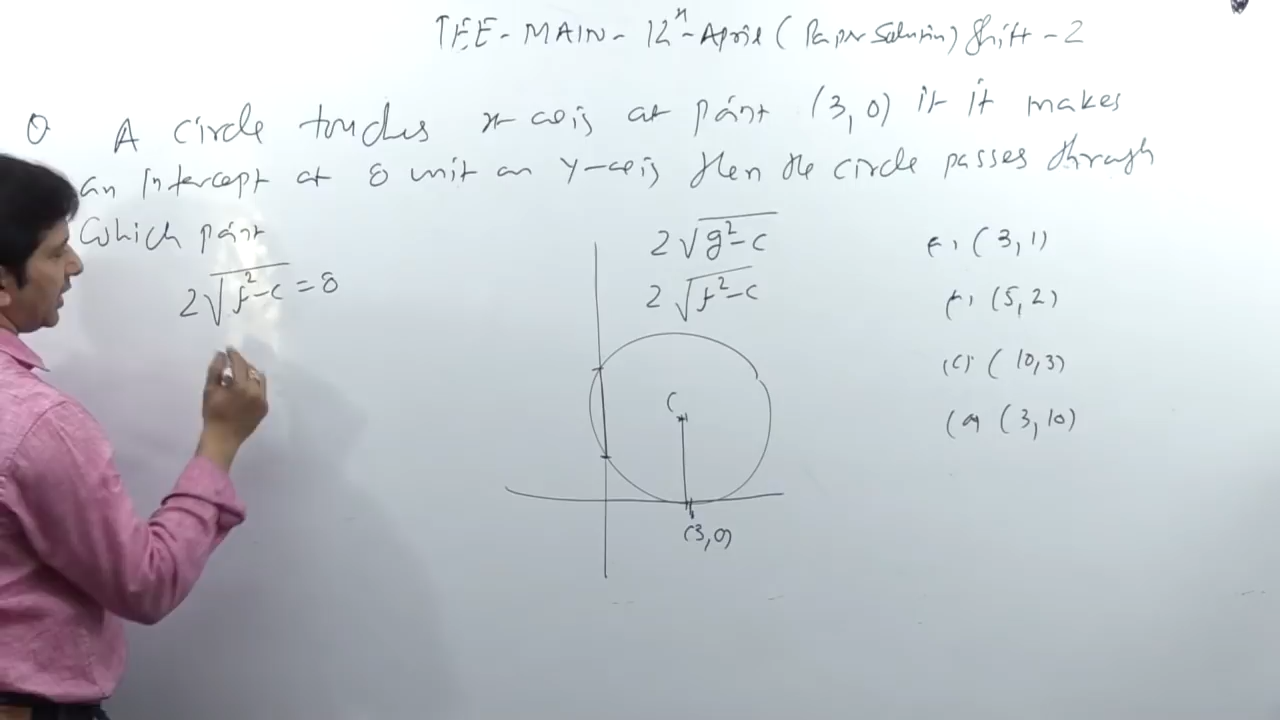 JEE-MAIN-12th-April (Paper Solution) Shift-2
Q A circle touches x-axis at point (3,0) if it makes
an Intercept of 8 unit on y-axis then the circle passes through
which point
2√g²-c
2√f²-c
2√f²-c = 8
C
(3,0)
(3,1)
(5,2)
(C) (10,3)
(3,10)